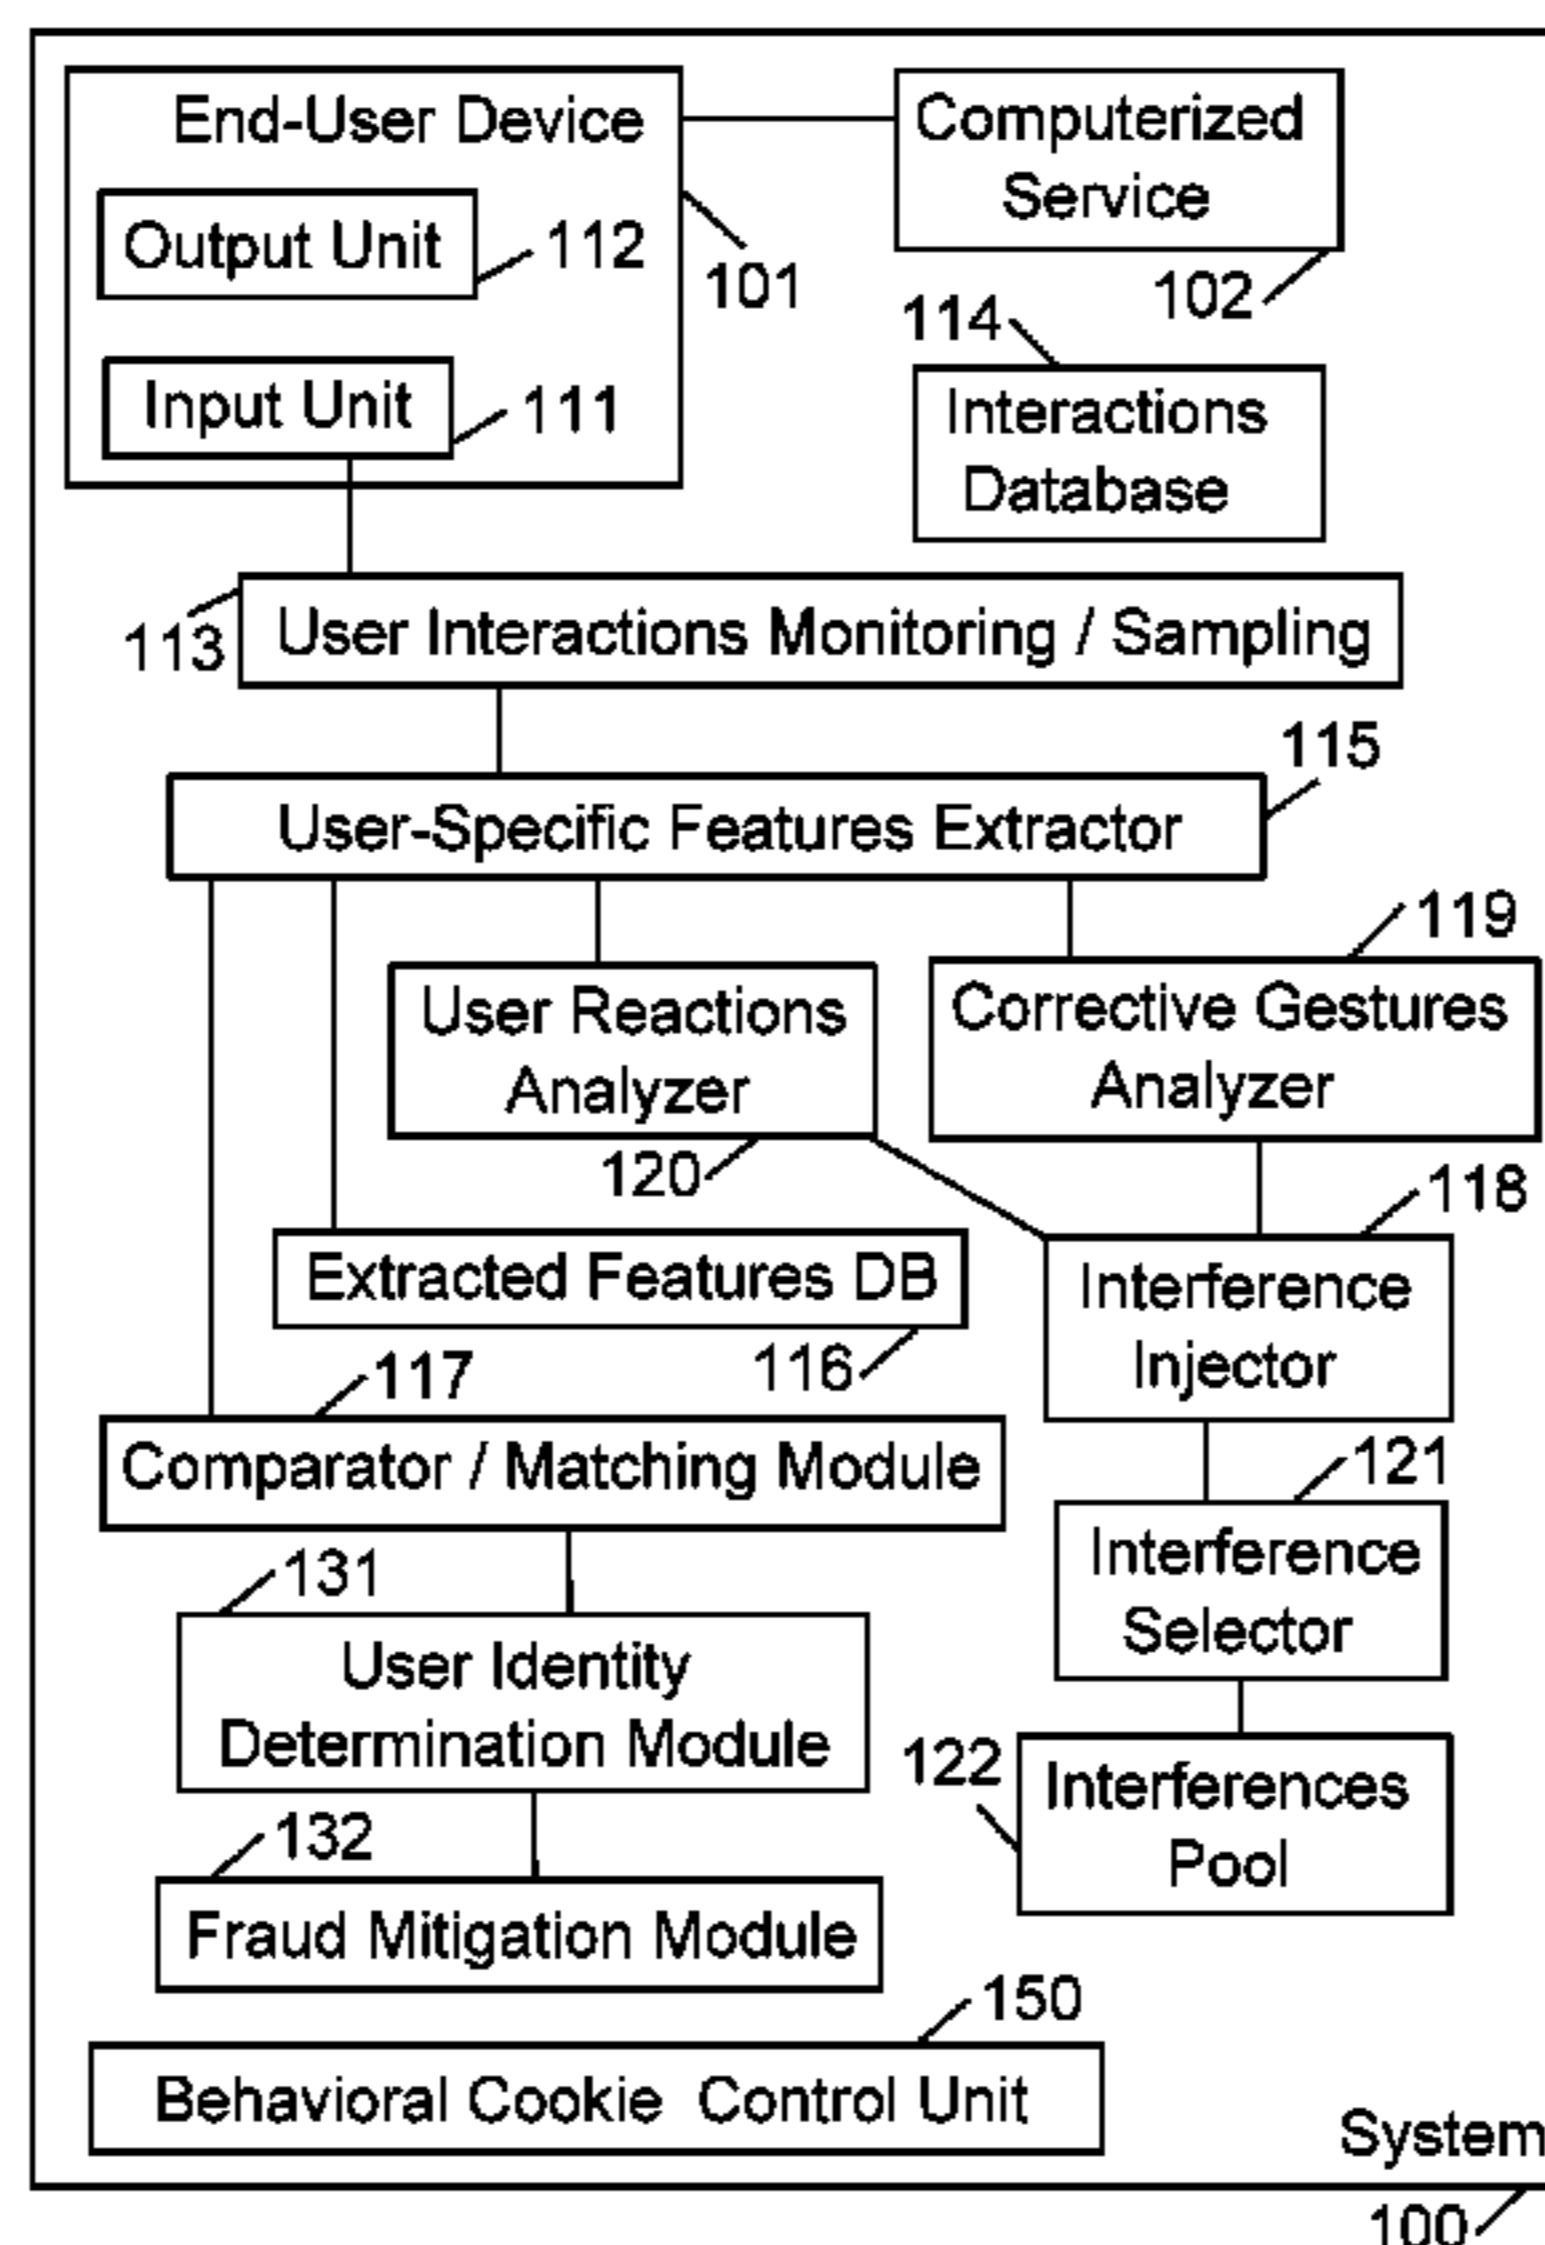 End-User Device
Computerized
Service
Output Unit
112
101
102
114
Input Unit
111
Interactions
Database
113
User Interactions Monitoring / Sampling
115
User-Specific Features Extractor
119
User Reactions
Analyzer
Corrective Gestures
Analyzer
120
118
Extracted Features DB
Interference
Injector
116
117
Comparator / Matching Module
121
131
Interference
Selector
User Identity
Determination Module
122
Interferences
Pool
132
Fraud Mitigation Module
150
Behavioral Cookie Control Unit
System
100